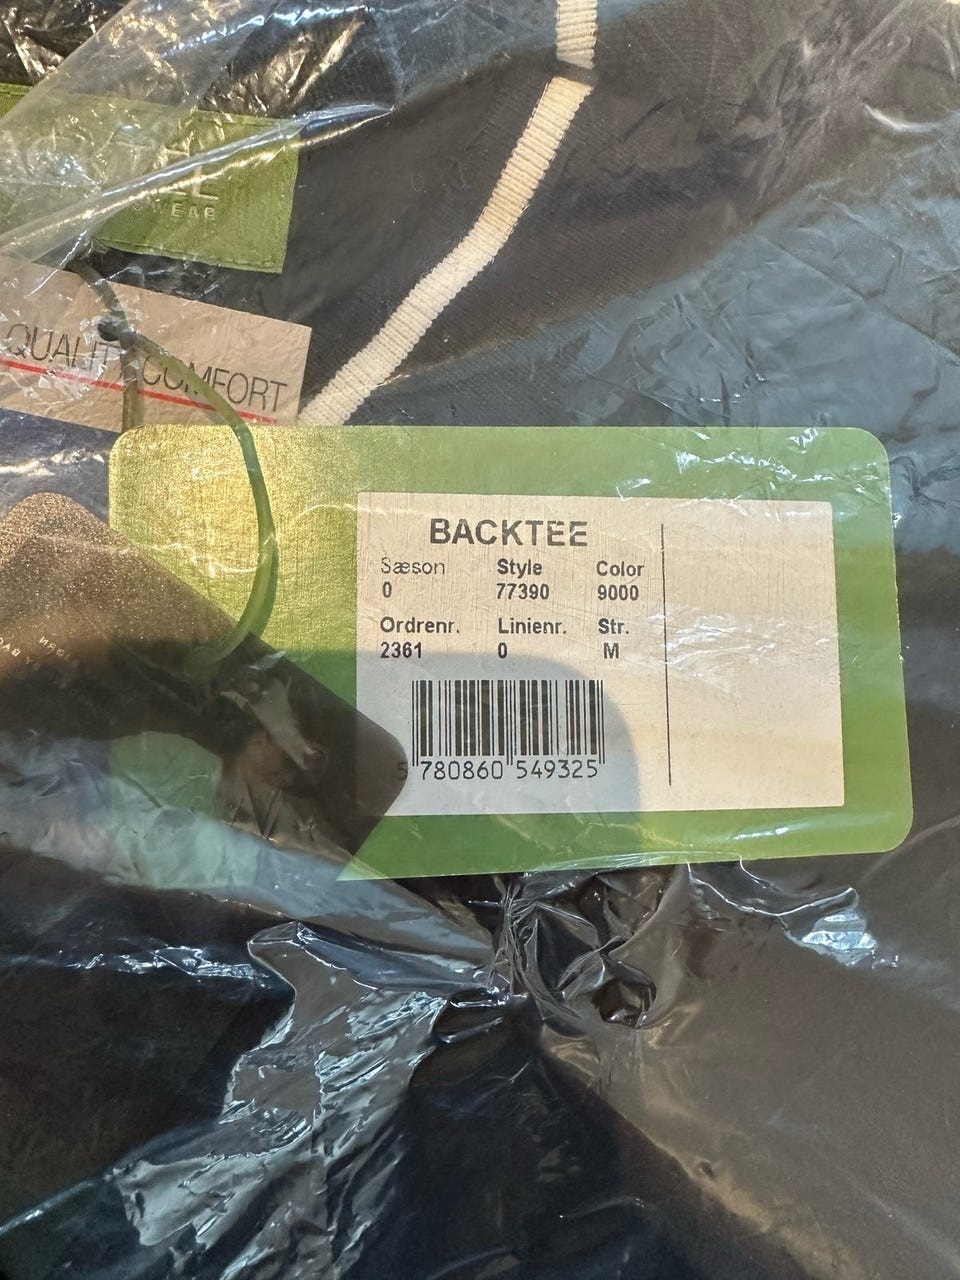 QUALITY COMFORT
BACKTEE
Sæson Style Color
0 77390 9000
Ordrenr. Linienr. Str.
2361 0 M
5 780860 549325